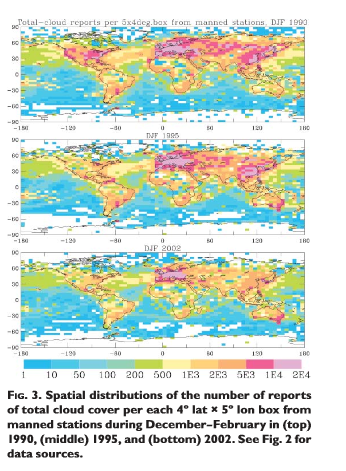 Total-cloud reports per 5x4deg.box from manned stations, DJF 1990
90
60
30
0
-30
-60
-90
-180 -120 -60 0 60 120 180
DJF 1995
90
60
30
0
-30
-60
-90
-180 -120 -60 0 60 120 180
DJF 2002
90
60
30
0
-30
-60
-90
-180 -120 -60 0 60 120 180
1 10 50 100 200 500 1E3 2E3 5E3 1E4 2E4
FIG. 3. Spatial distributions of the number of reports
of total cloud cover per each 4° lat × 5° lon box from
manned stations during December–February in (top)
1990, (middle) 1995, and (bottom) 2002. See Fig. 2 for
data sources.